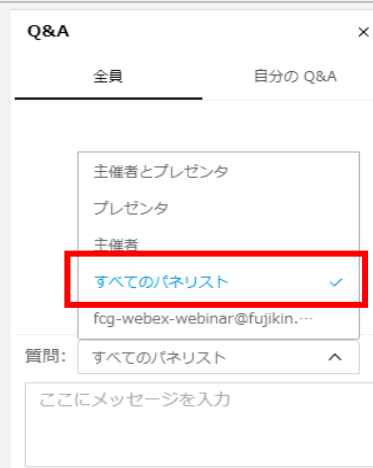 Q&A ×
全員 自分の Q&A
主催者とプレゼンタ
プレゼンタ
主催者
すべてのパネリスト ✓
fcg-webex-webinar@fujikin.…
質問: すべてのパネリスト
ここにメッセージを入力